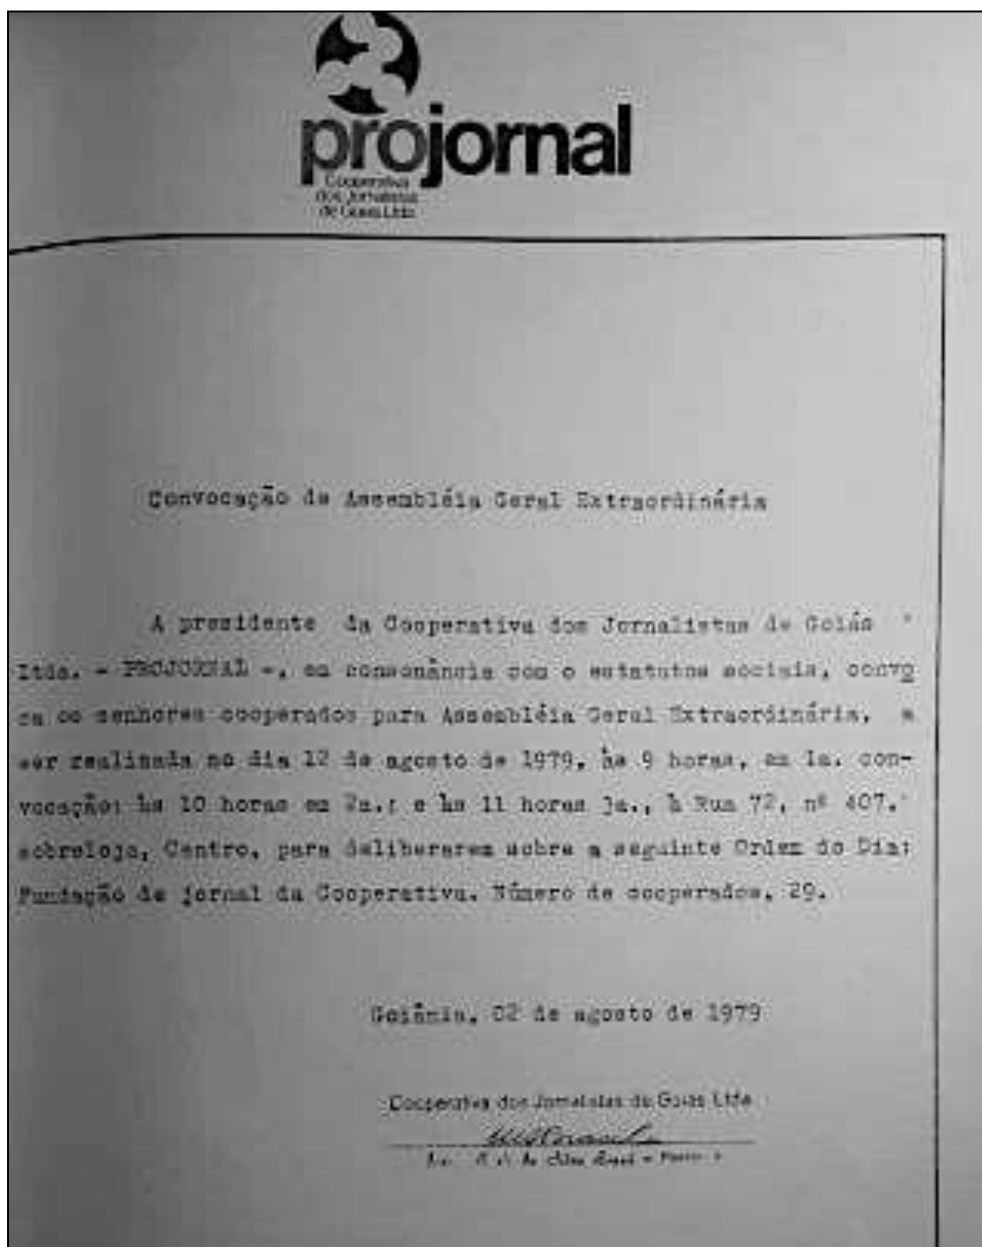 projornal
Cooperativa
dos Jornalistas
de Goiás Ltda
Convocação de Assembléia Geral Extraordinária
A presidente da Cooperativa dos Jornalistas de Goiás '
ltda. - PROJORNAL -, em consonância com o estatutos sociais, convo
ca os senhores cooperados para Assembléia Geral Extraordinária, a
ser realizada no dia 12 de agosto de 1979, às 9 horas, em 1a. con-
vocação; às 10 horas em 2a.; e às 11 horas 3a., à Rua 72, nº 407,'
sobreloja, Centro, para deliberarem sobre a seguinte Ordem do Dia:
Fundação de jornal da Cooperativa. Número de cooperados, 29.
Goiânia, 02 de agosto de 1979
Cooperativa dos Jornalistas de Goiás Ltda